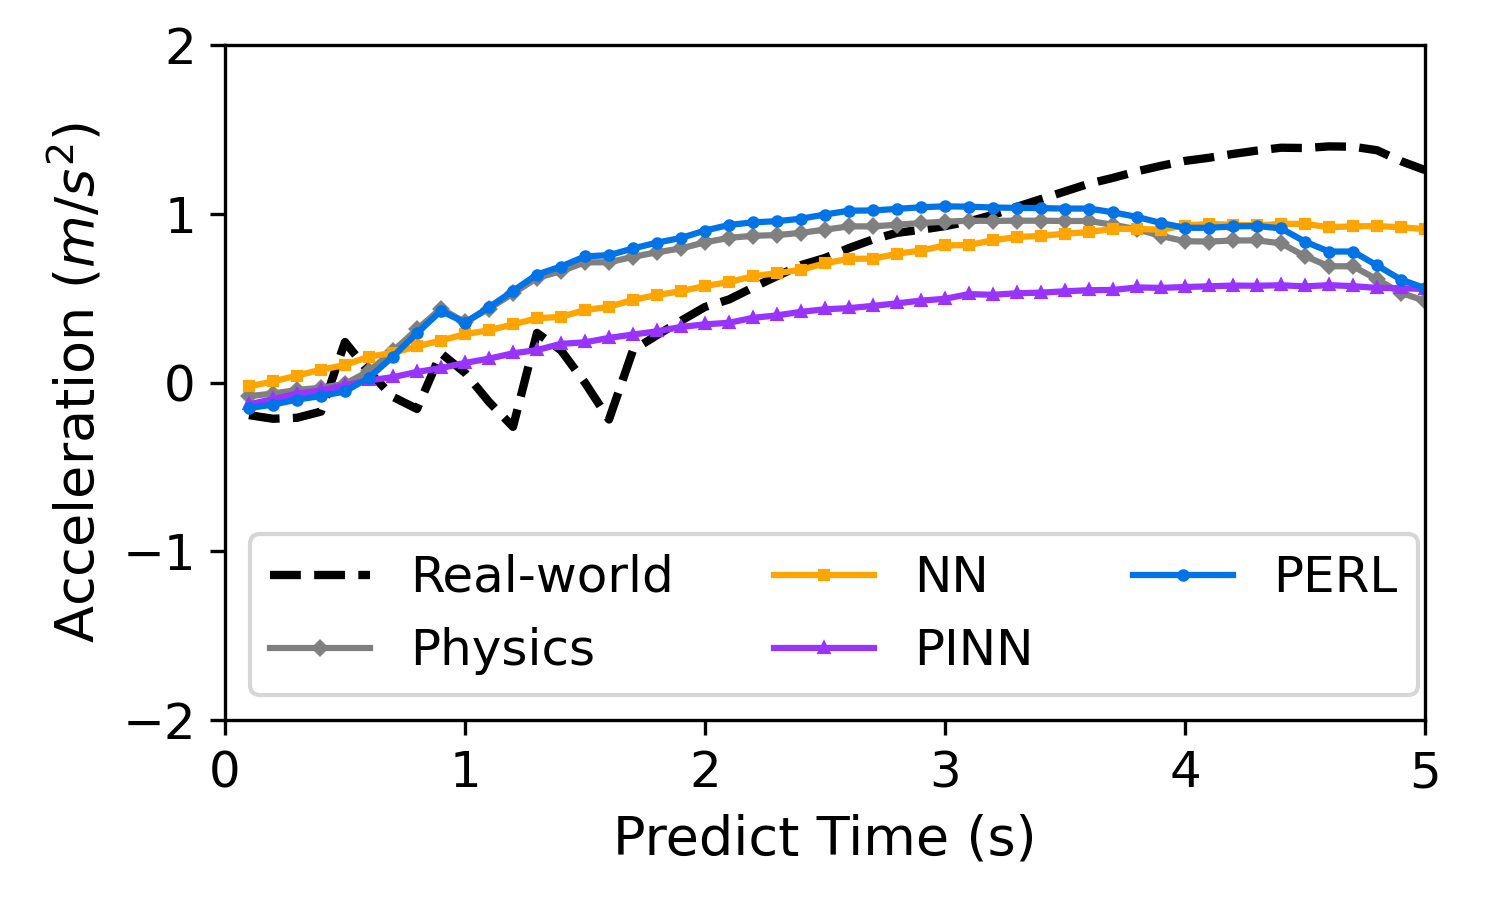 2
1
0
−1
−2
Acceleration (m/s²)
Real-world
Physics
NN
PINN
PERL
0 1 2 3 4 5
Predict Time (s)